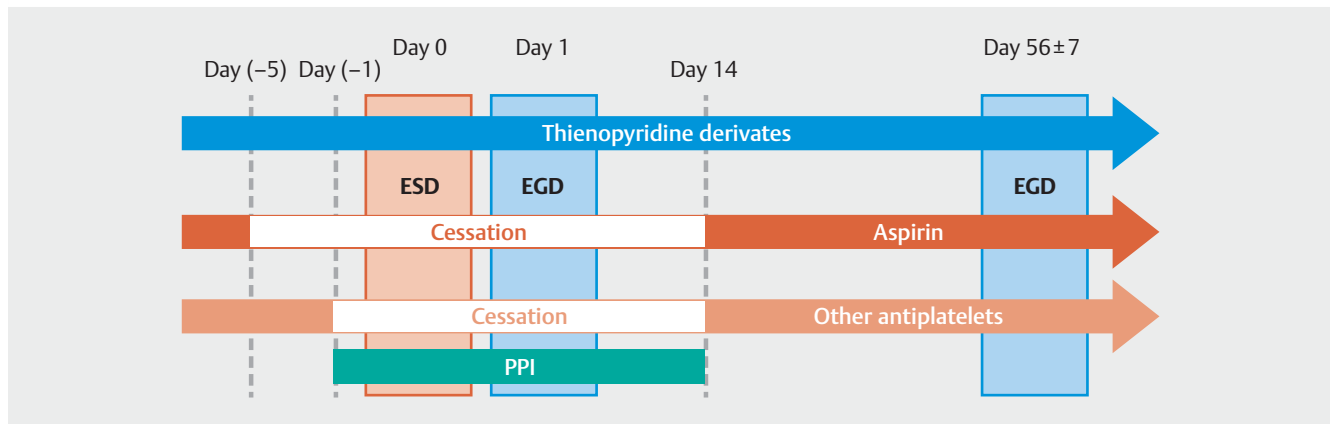 Day 0
Day 1
Day 56±7
Day (–5)
Day (–1)
Day 14
Thienopyridine derivates
ESD
EGD
EGD
Cessation
Aspirin
Cessation
Other antiplatelets
PPI